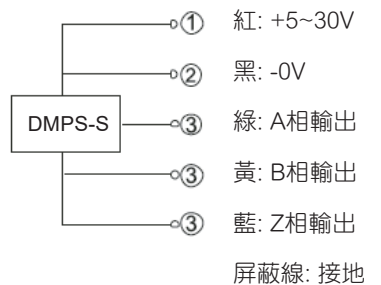 ① 紅: +5~30V
② 黑: -0V
DMPS-S
③ 綠: A相輸出
③ 黃: B相輸出
③ 藍: Z相輸出
屏蔽線: 接地